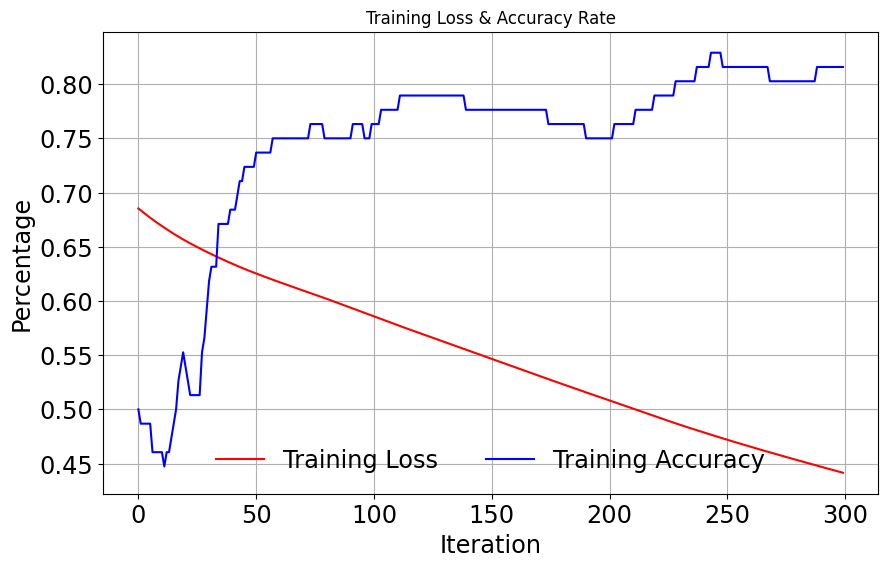 Training Loss & Accuracy Rate
Percentage
0.80
0.75
0.70
0.65
0.60
0.55
0.50
0.45
Training Loss Training Accuracy
0 50 100 150 200 250 300
Iteration